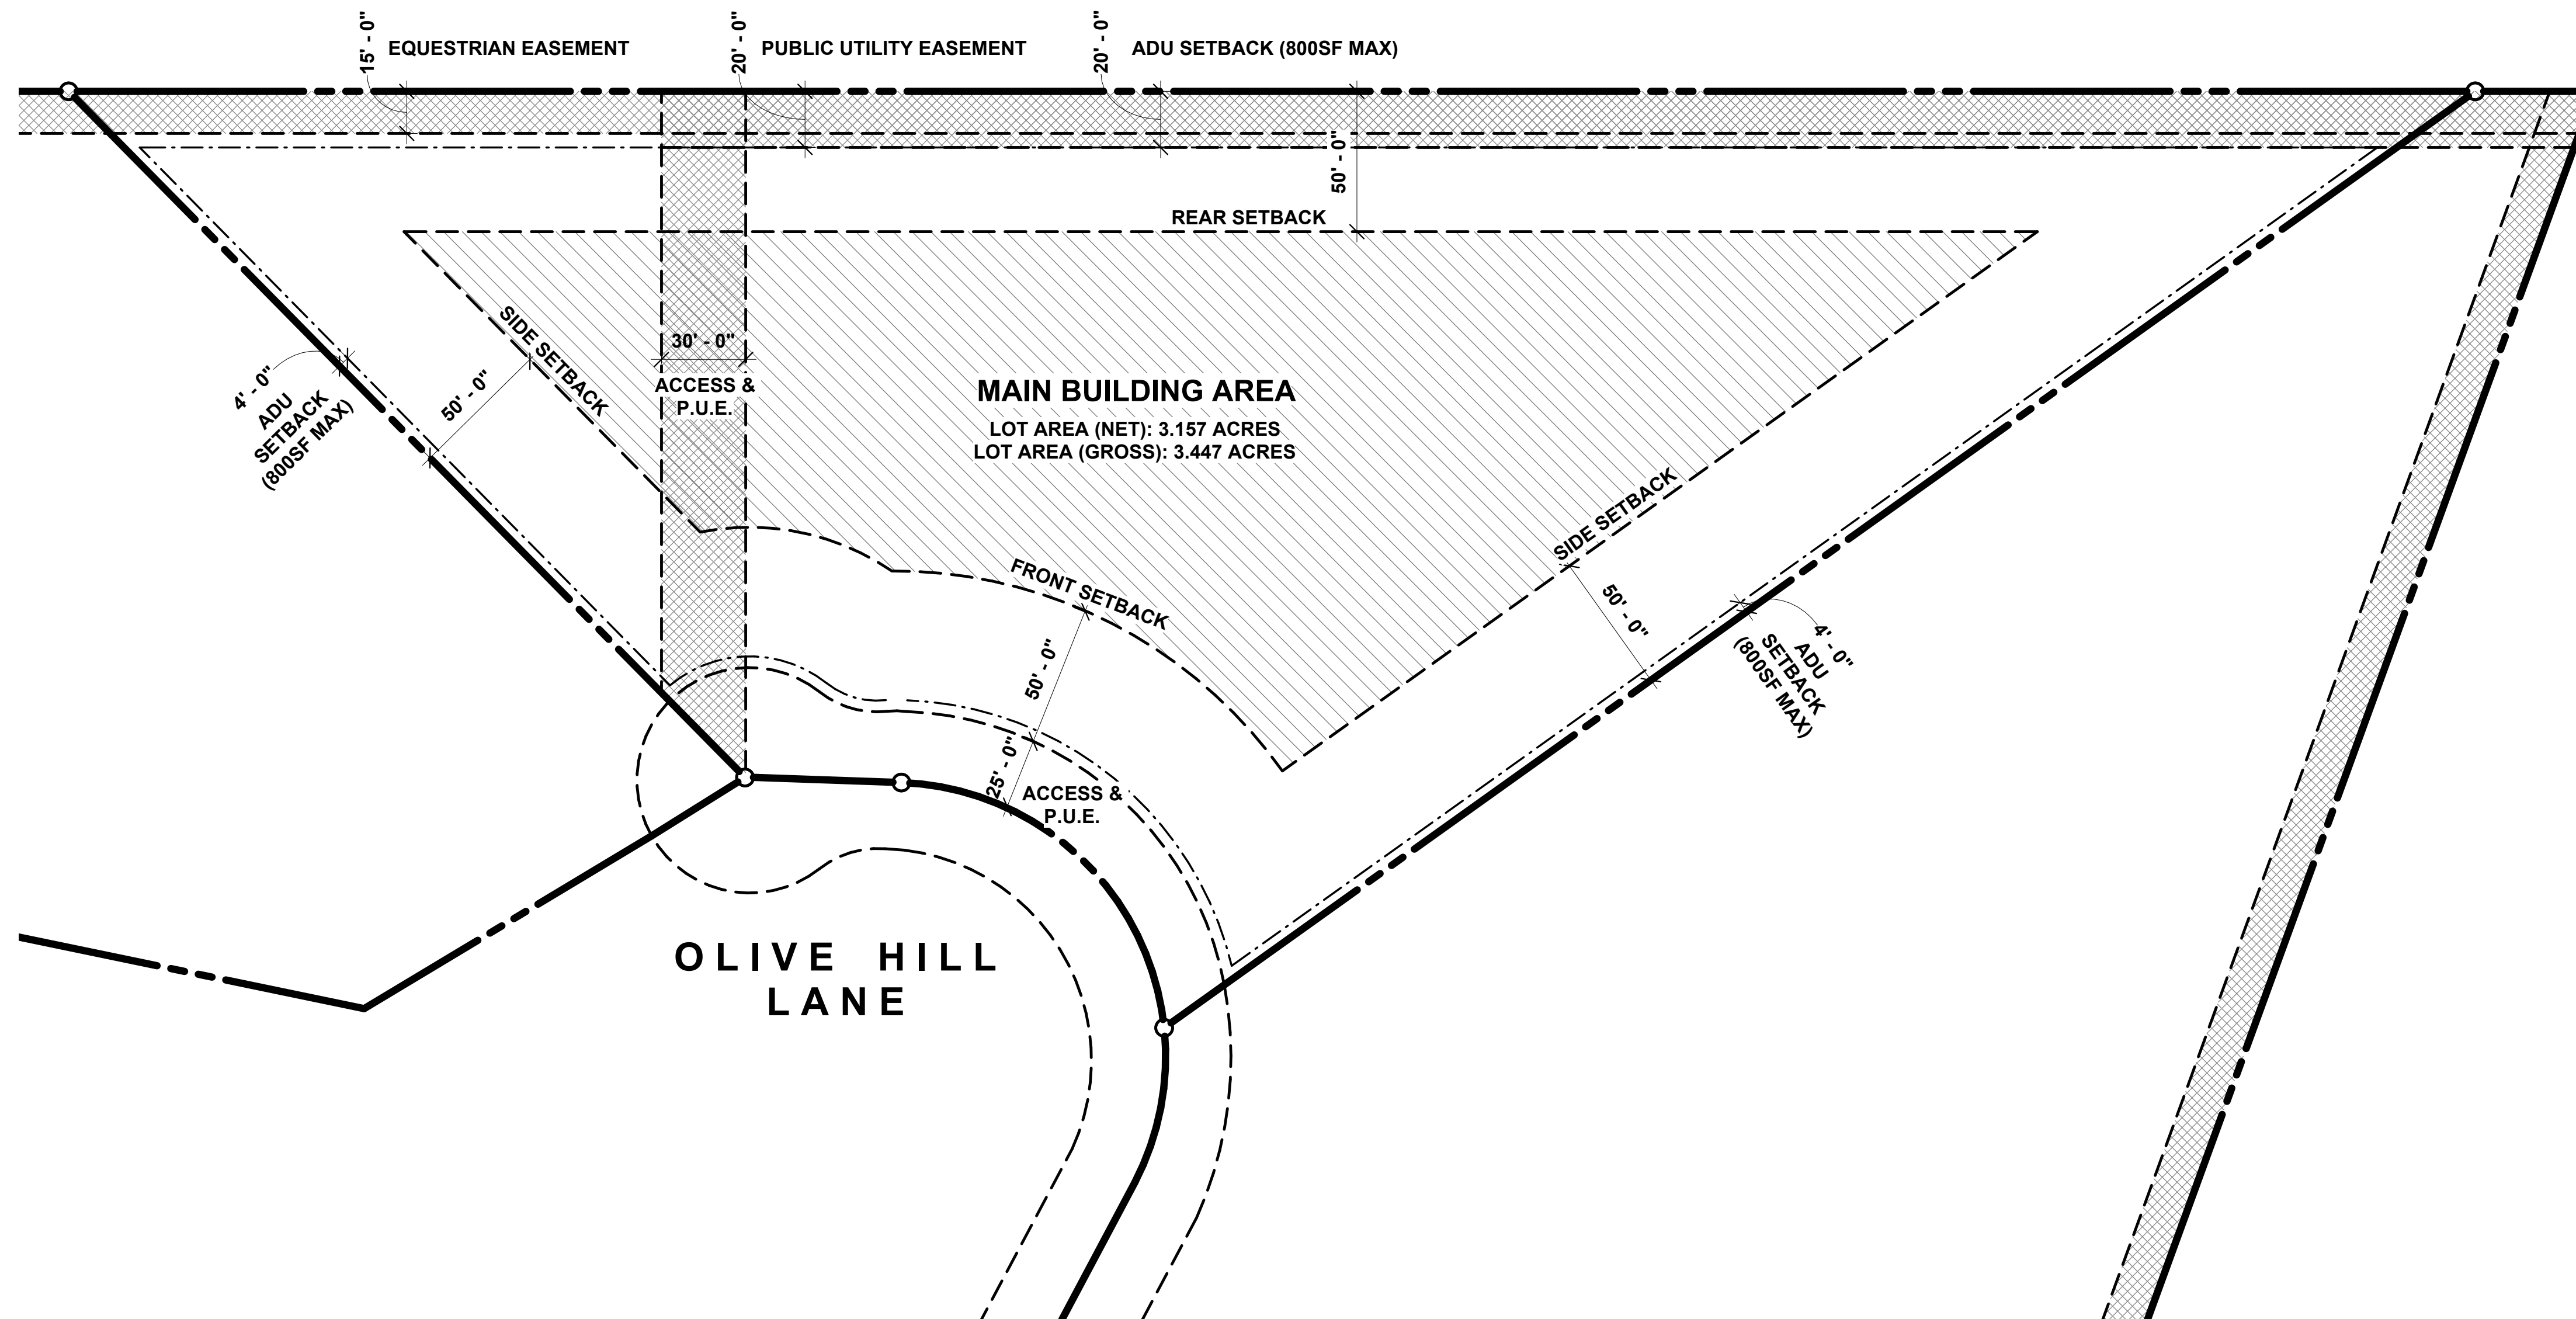 15' - 0"
EQUESTRIAN EASEMENT
20' - 0"
PUBLIC UTILITY EASEMENT
20' - 0"
ADU SETBACK (800SF MAX)
50' - 0"
REAR SETBACK
SIDE SETBACK
30' - 0"
ACCESS &
P.U.E.
4' - 0"
ADU
SETBACK
(800SF MAX)
50' - 0"
MAIN BUILDING AREA
LOT AREA (NET): 3.157 ACRES
LOT AREA (GROSS): 3.447 ACRES
SIDE SETBACK
FRONT SETBACK
50' - 0"
50' - 0"
4' - 0"
ADU
SETBACK
(800SF MAX)
25' - 0"
ACCESS &
P.U.E.
OLIVE HILL
LANE